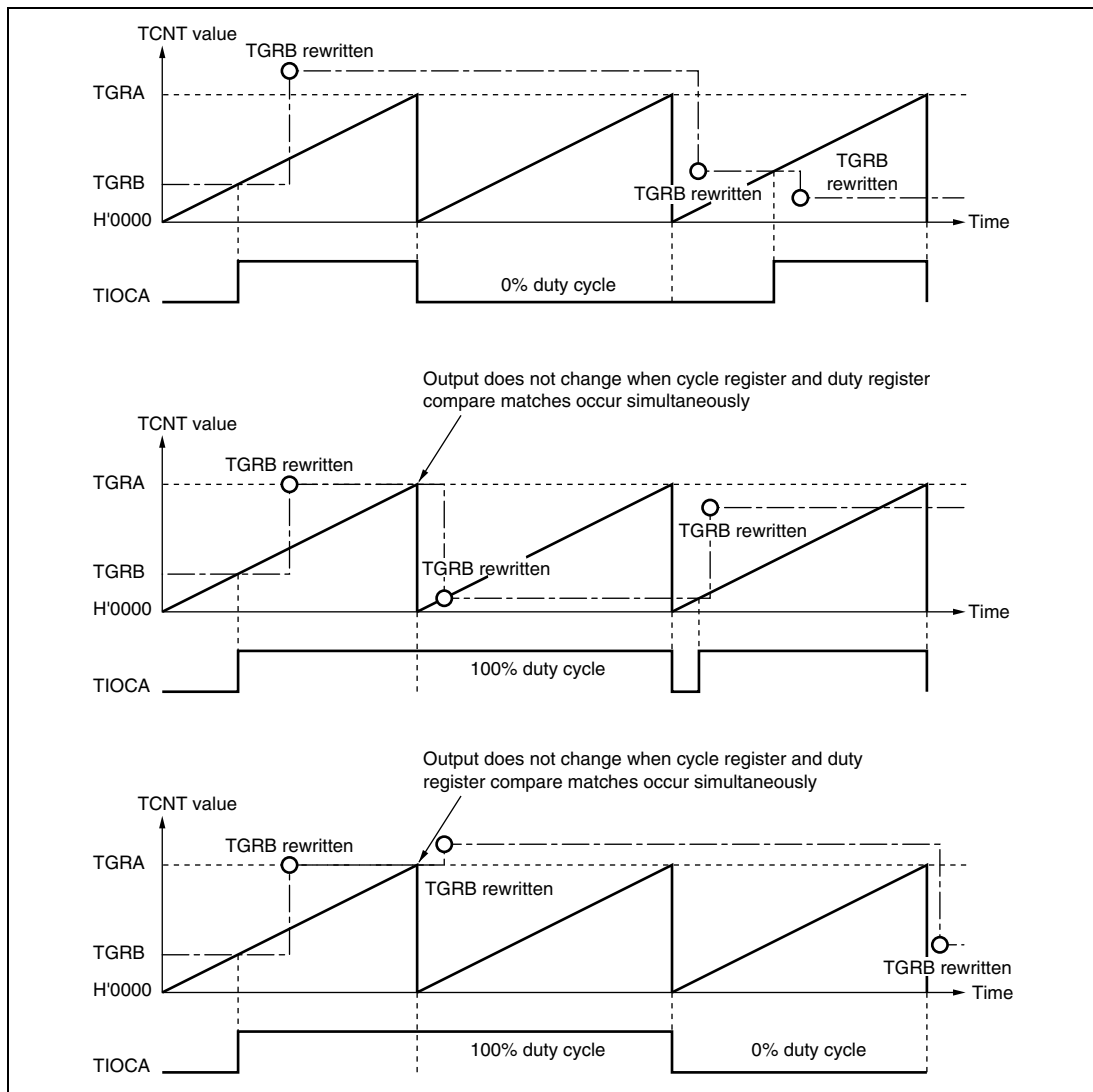 TCNT value
TGRB rewritten
TGRA
TGRB
rewritten
TGRB
TGRB rewritten
H'0000
Time
0% duty cycle
TIOCA
Output does not change when cycle register and duty register
compare matches occur simultaneously
TCNT value
TGRB rewritten
TGRA
TGRB rewritten
TGRB rewritten
TGRB
H'0000
Time
100% duty cycle
TIOCA
Output does not change when cycle register and duty
register compare matches occur simultaneously
TCNT value
TGRB rewritten
TGRA
TGRB rewritten
TGRB
TGRB rewritten
H'0000
Time
100% duty cycle
0% duty cycle
TIOCA